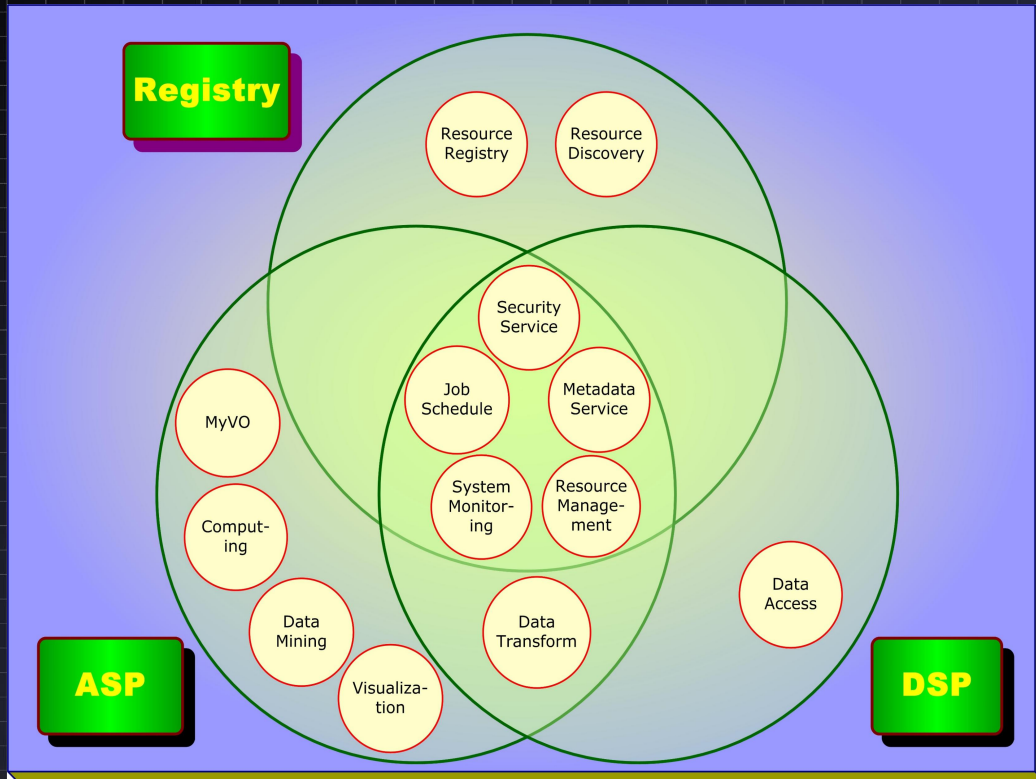 Registry
Resource
Registry
Resource
Discovery
Security
Service
Job
Schedule
Metadata
Service
MyVO
System
Monitor-
ing
Resource
Manage-
ment
Comput-
ing
Data
Access
Data
Mining
Data
Transform
Visualiza-
tion
ASP
DSP